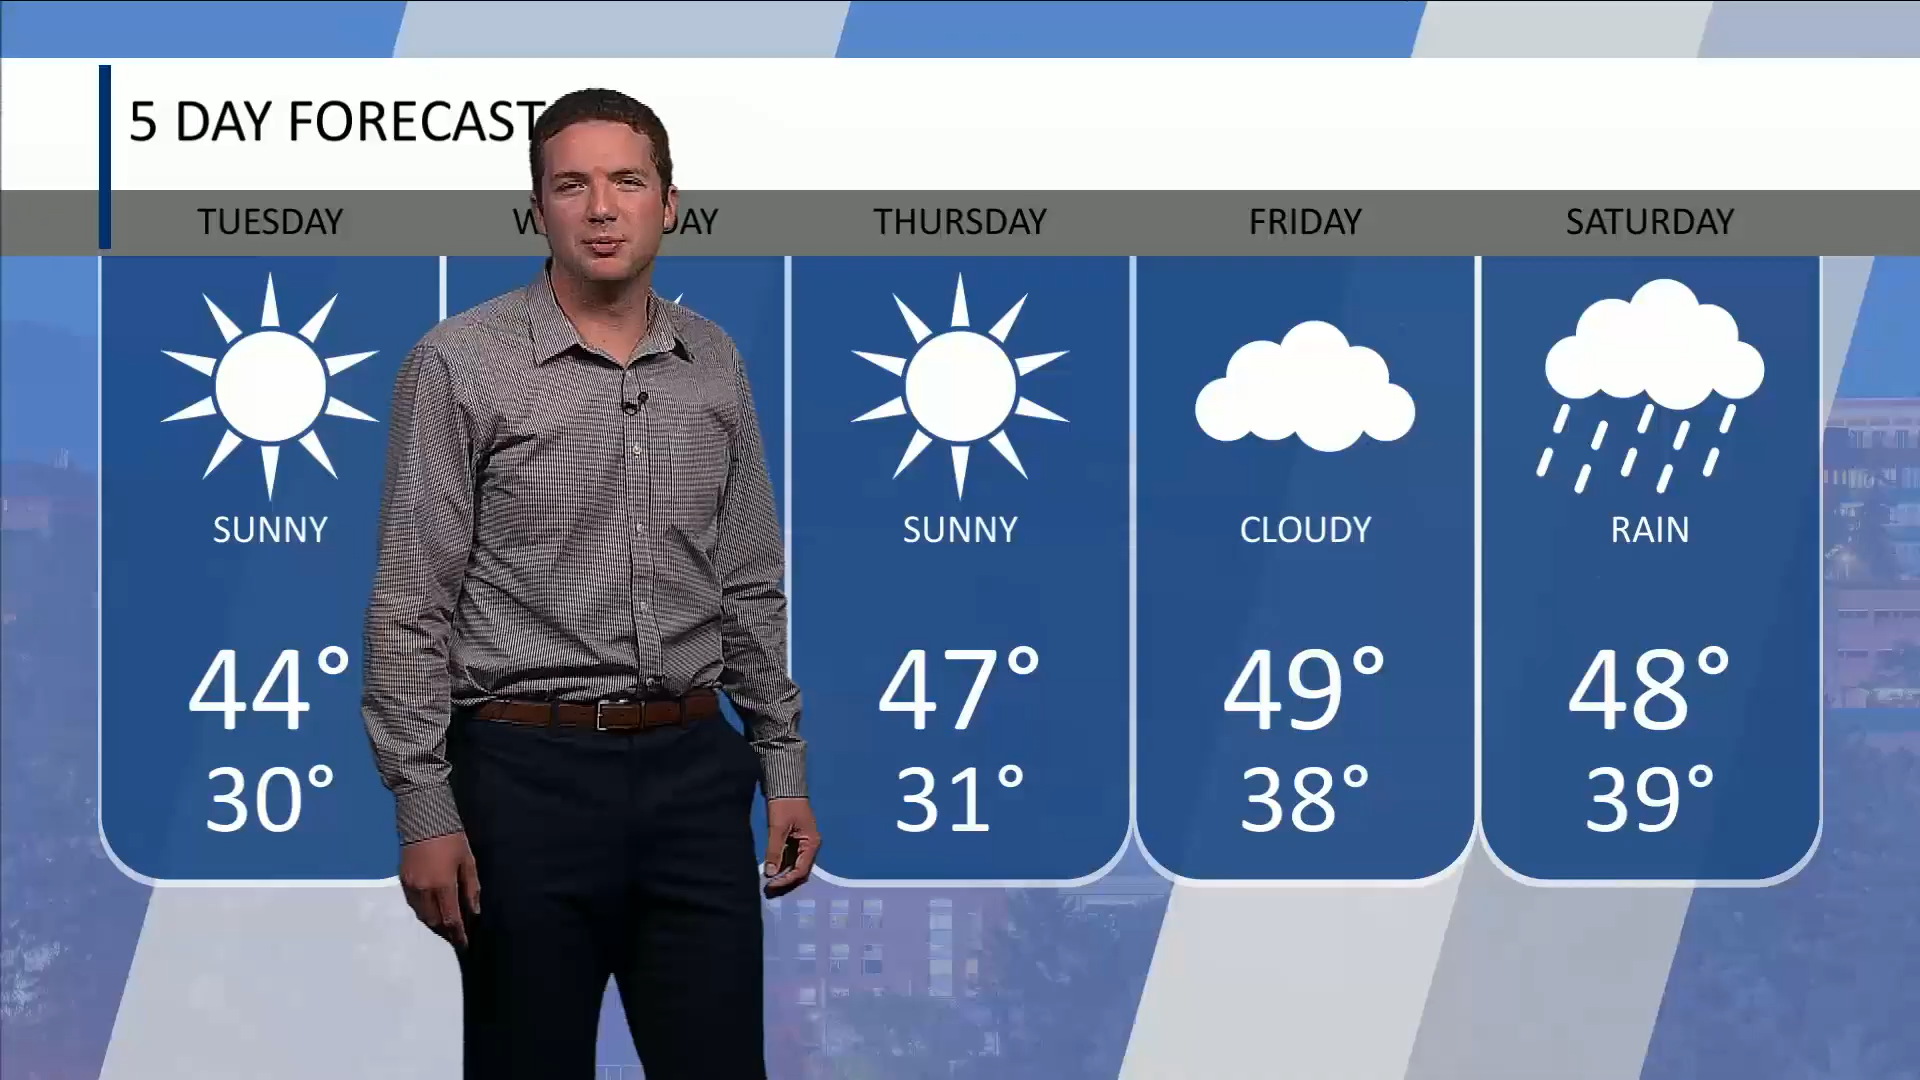 5 DAY FORECAST
TUESDAY THURSDAY FRIDAY SATURDAY
SUNNY SUNNY CLOUDY RAIN
44° 47° 49° 48°
30° 31° 38° 39°